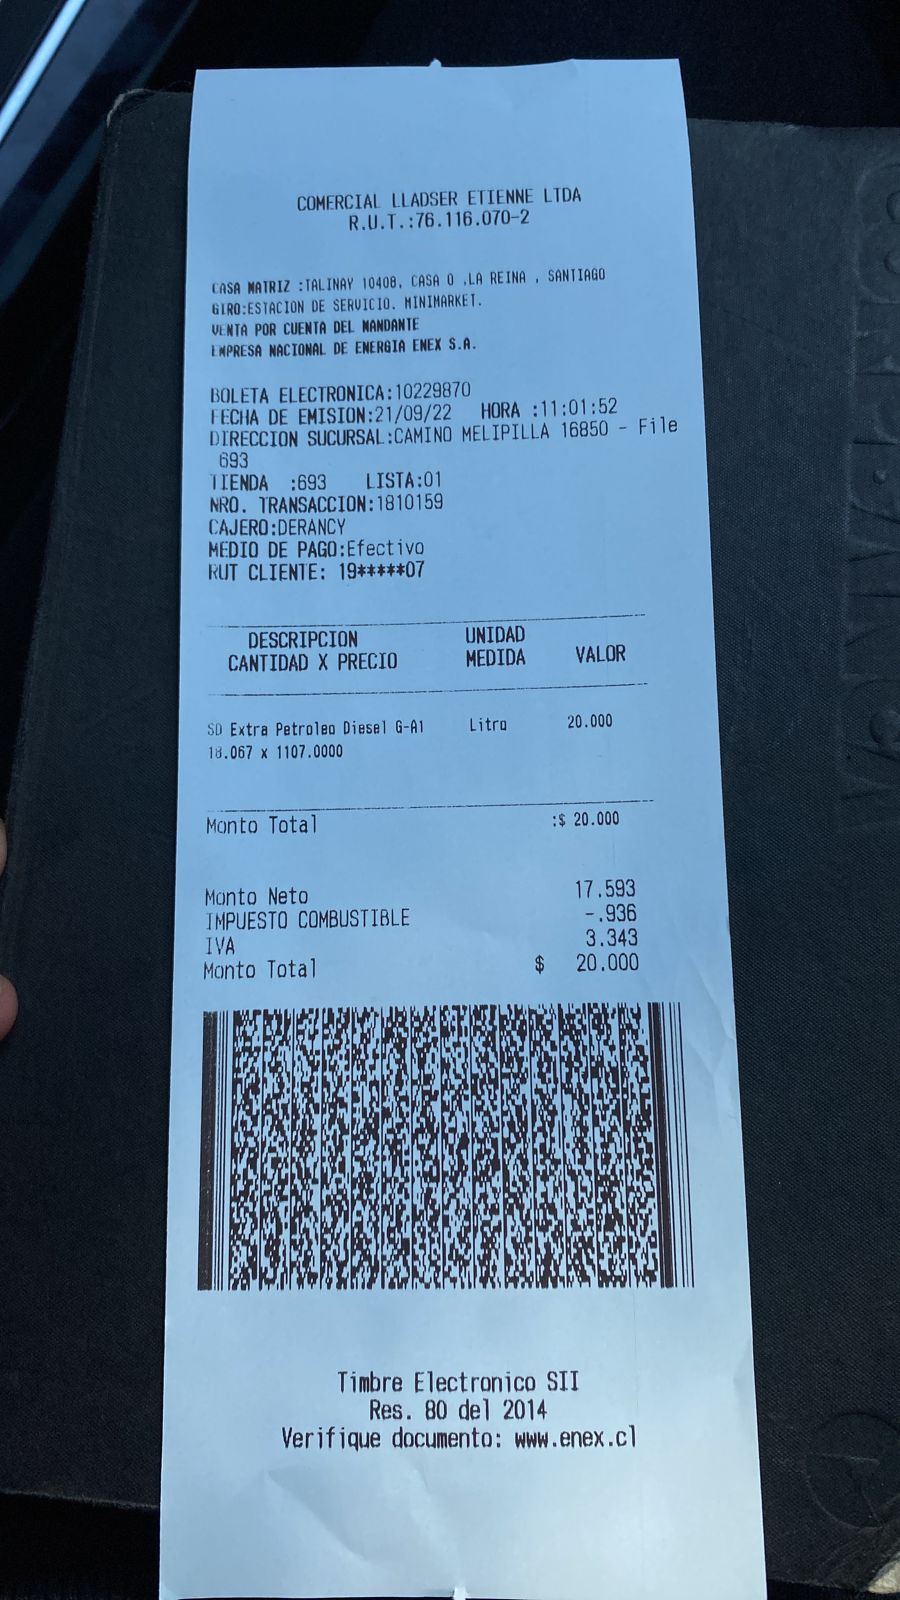 COMERCIAL LLADSER ETIENNE LTDA
R.U.T.:76.116.070-2
CASA MATRIZ :TALINAY 10408, CASA O ,LA REINA , SANTIAGO
GIRO:ESTACION DE SERVICIO. MINIMARKET.
VENTA POR CUENTA DEL MANDANTE
EMPRESA NACIONAL DE ENERGIA ENEX S.A.
BOLETA ELECTRONICA:10229870
FECHA DE EMISION:21/09/22 HORA :11:01:52
DIRECCION SUCURSAL:CAMINO MELIPILLA 16850 - File
693
TIENDA :693 LISTA:01
NRO. TRANSACCION:1810159
CAJERO:DERANCY
MEDIO DE PAGO:Efectivo
RUT CLIENTE: 19*****07
DESCRIPCION UNIDAD
CANTIDAD X PRECIO MEDIDA VALOR
SD Extra Petroleo Diesel G-A1 Litro 20.000
18.067 x 1107.0000
Monto Total :$ 20.000
Monto Neto 17.593
IMPUESTO COMBUSTIBLE -.936
IVA 3.343
Monto Total $ 20.000
Timbre Electronico SII
Res. 80 del 2014
Verifique documento: www.enex.cl